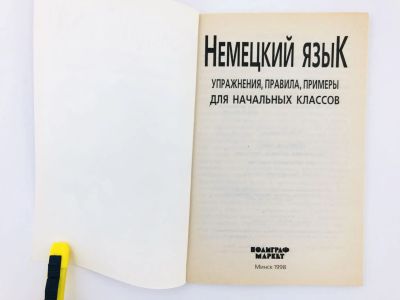 НЕМЕЦКИЙ ЯЗЫК
УПРАЖНЕНИЯ, ПРАВИЛА, ПРИМЕРЫ
ДЛЯ НАЧАЛЬНЫХ КЛАССОВ
ПОЛИГРАФ
МАРКЕТ
Минск 1998